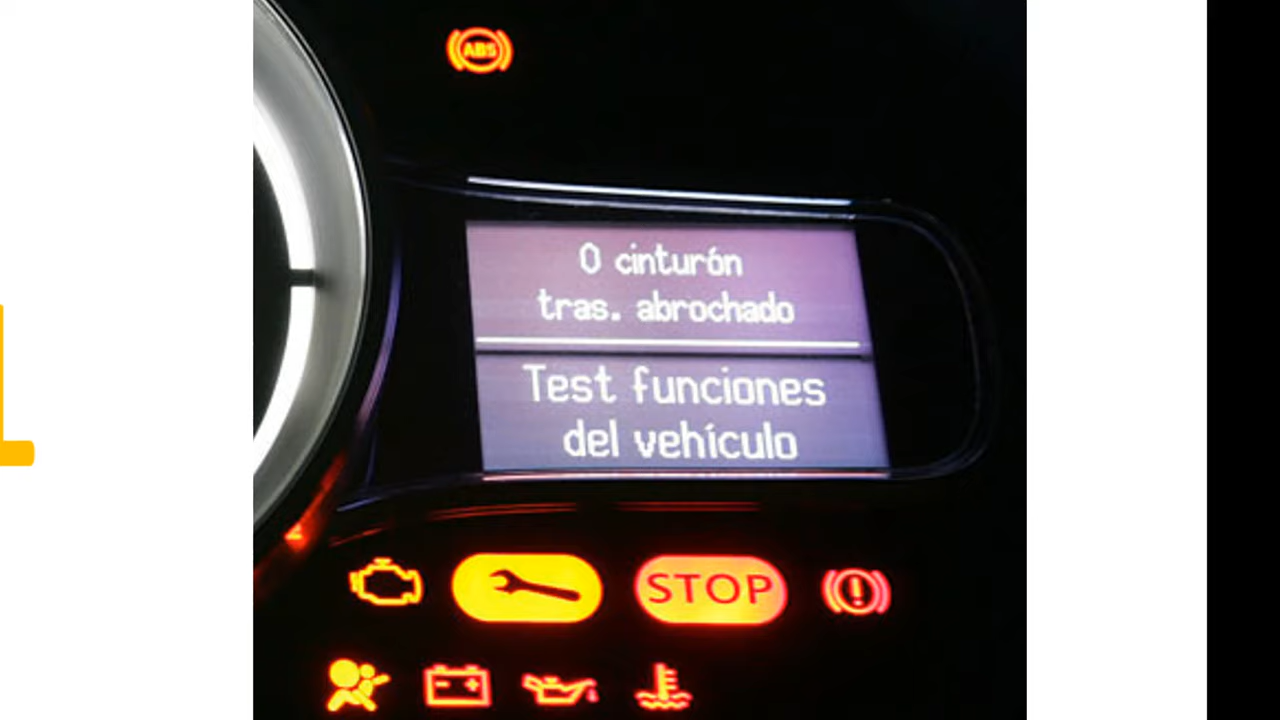 ABS
0 cinturón
tras. abrochado
Test funciones
del vehículo
STOP